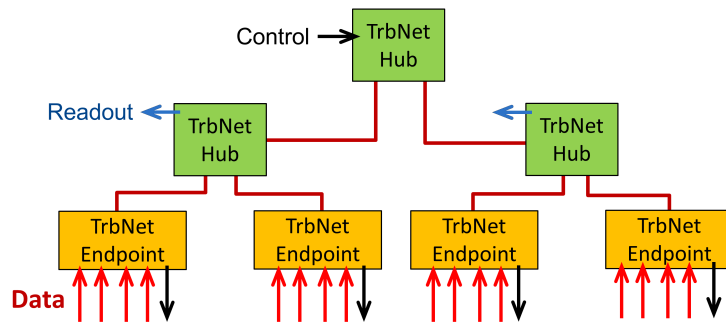 Control
TrbNet
Hub
Readout
TrbNet
Hub
TrbNet
Hub
TrbNet
Endpoint
TrbNet
Endpoint
TrbNet
Endpoint
TrbNet
Endpoint
Data